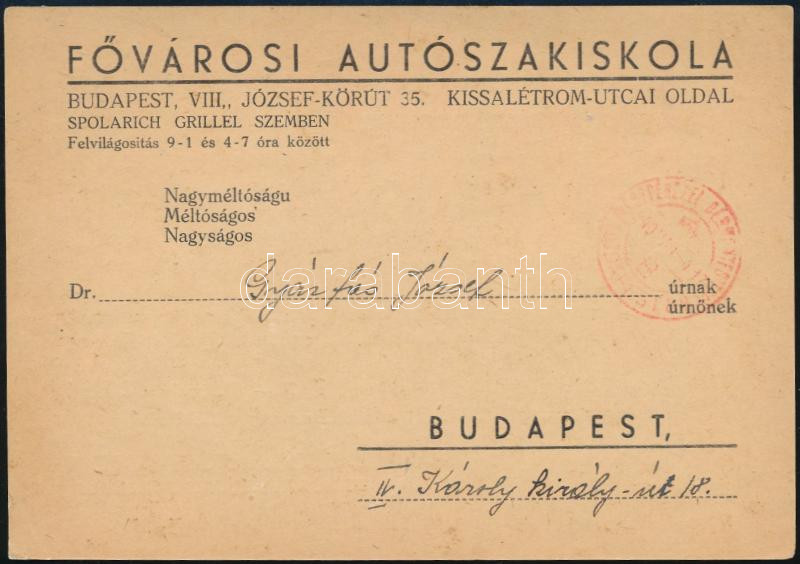 FŐVÁROSI AUTÓSZAKISKOLA
BUDAPEST, VIII,, JÓZSEF-KÖRÚT 35. KISSALÉTROM-UTCAI OLDAL
SPOLARICH GRILLEL SZEMBEN
Felvilágositás 9-1 és 4-7 óra között
Nagyméltóságu
Méltóságos
Nagyságos
darabanth
Dr. József úrnak
úrnőnek
BUDAPEST,
IV. Károly király-út 18.